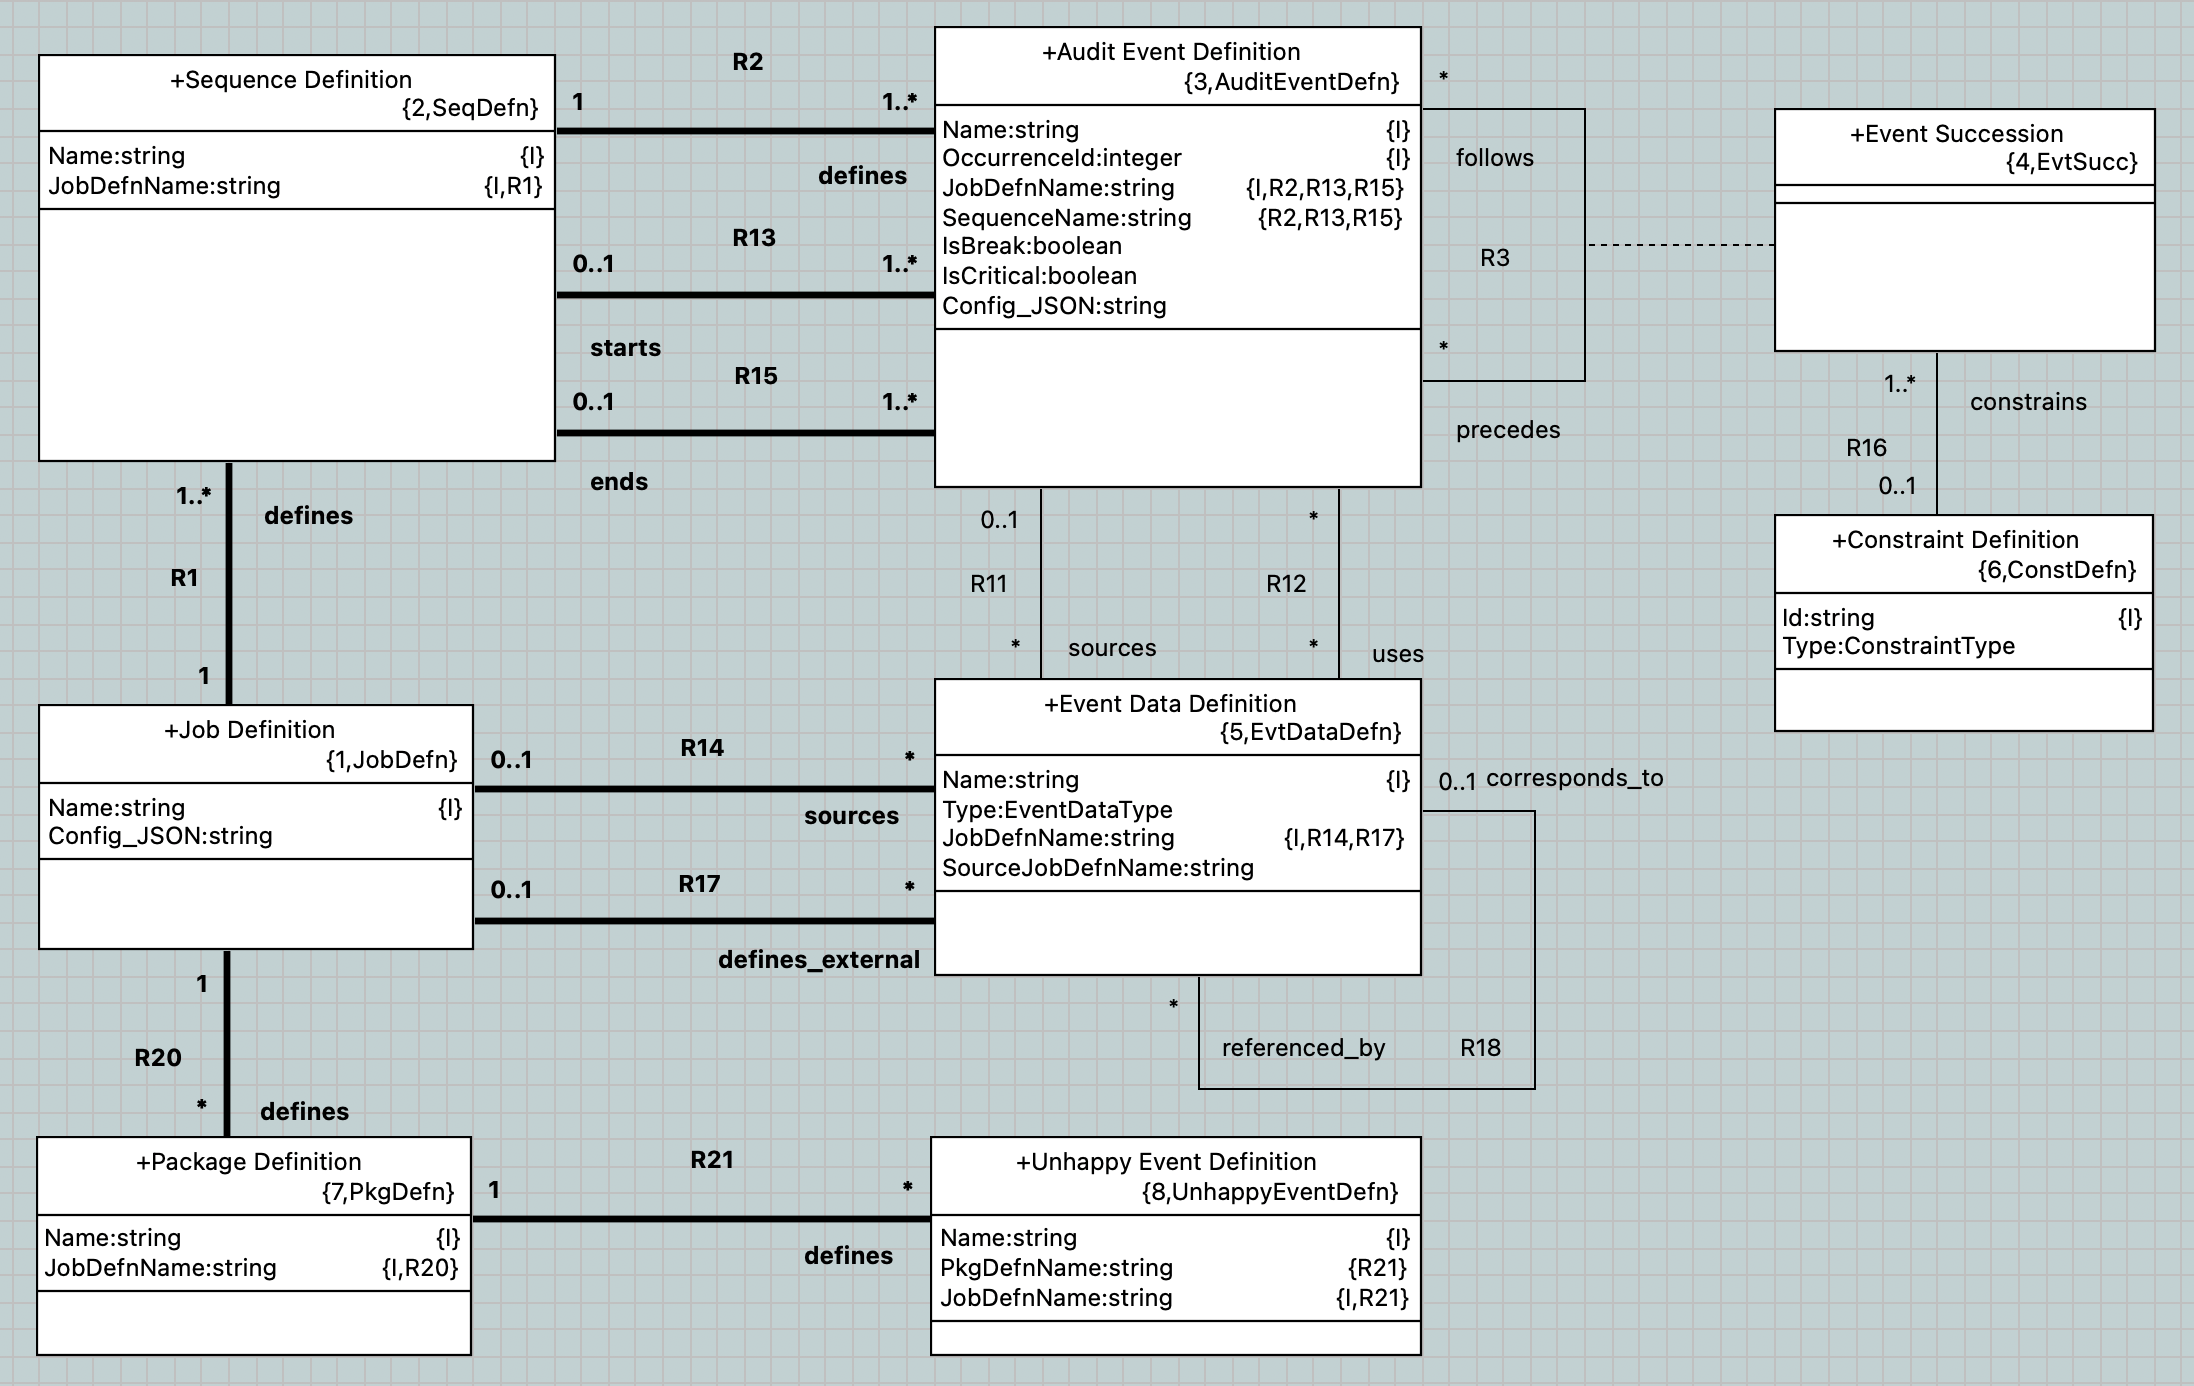 +Sequence Definition
{2,SeqDefn}
Name:string {I}
JobDefnName:string {I,R1}
R2
1
1..*
defines
R13
0..1
1..*
starts
R15
0..1
1..*
ends
+Audit Event Definition
{3,AuditEventDefn}
Name:string {I}
OccurrenceId:integer {I}
JobDefnName:string {I,R2,R13,R15}
SequenceName:string {R2,R13,R15}
IsBreak:boolean
IsCritical:boolean
Config_JSON:string
*
follows
R3
*
precedes
+Event Succession
{4,EvtSucc}
1..*
constrains
R16
0..1
+Constraint Definition
{6,ConstDefn}
Id:string {I}
Type:ConstraintType
1..*
defines
R1
1
0..1
R11
*
sources
*
R12
*
uses
+Job Definition
{1,JobDefn}
Name:string {I}
Config_JSON:string
0..1
R14
*
sources
0..1
R17
*
defines_external
+Event Data Definition
{5,EvtDataDefn}
Name:string {I}
Type:EventDataType
JobDefnName:string {I,R14,R17}
SourceJobDefnName:string
0..1 corresponds_to
*
referenced_by
R18
1
R20
*
defines
+Package Definition
{7,PkgDefn}
Name:string {I}
JobDefnName:string {I,R20}
R21
1
*
defines
+Unhappy Event Definition
{8,UnhappyEventDefn}
Name:string {I}
PkgDefnName:string {R21}
JobDefnName:string {I,R21}